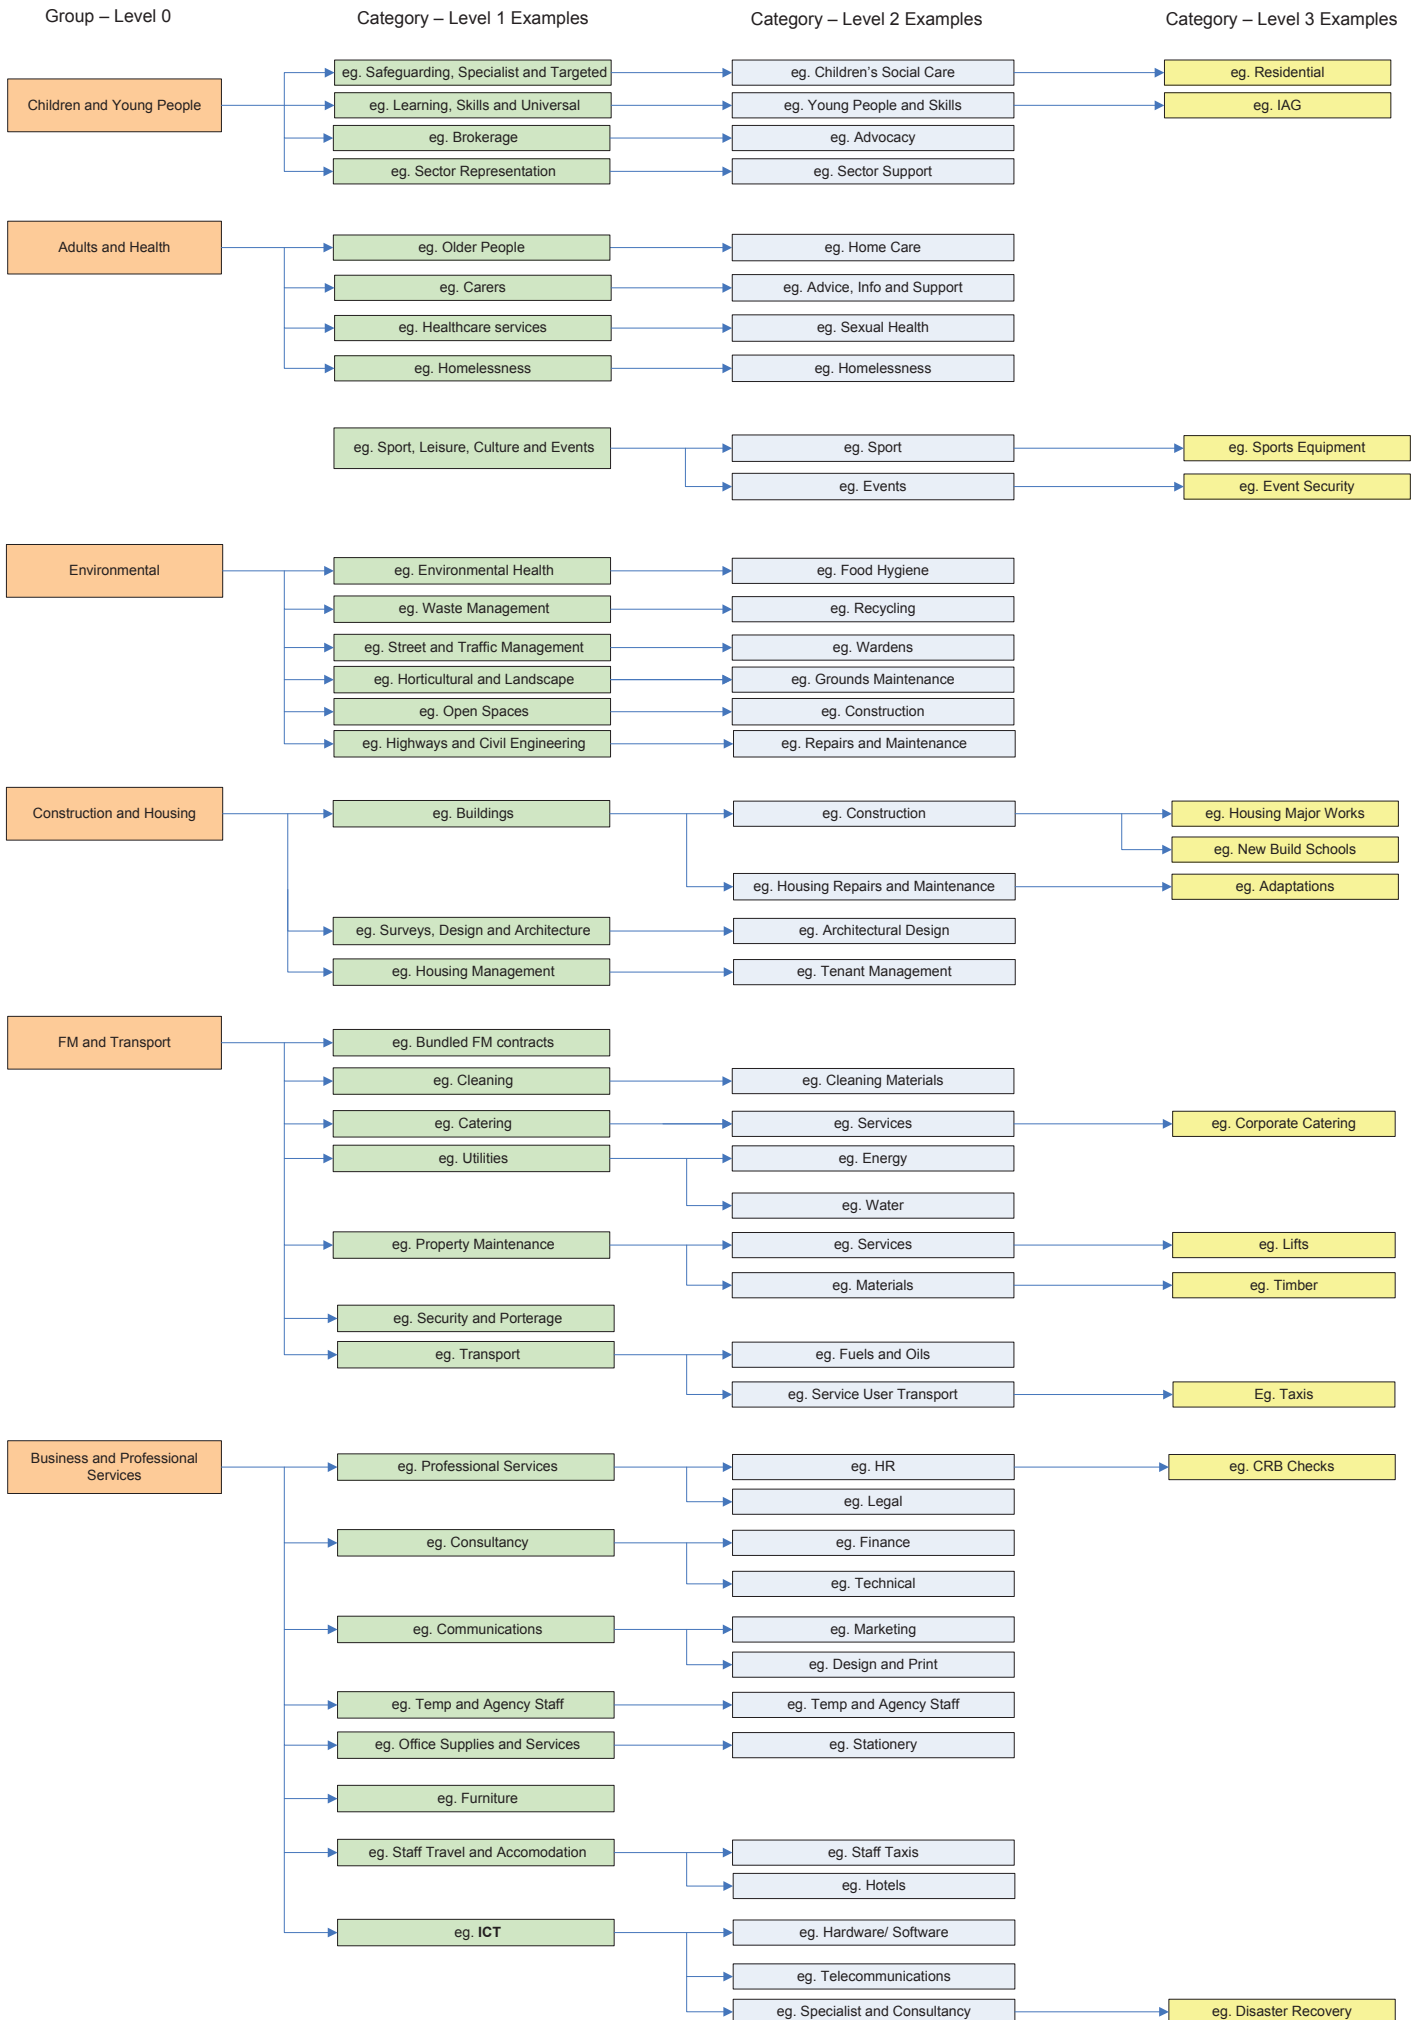 Group – Level 0
Category – Level 1 Examples
Category – Level 2 Examples
Category – Level 3 Examples
Children and Young People
eg. Safeguarding, Specialist and Targeted
eg. Children's Social Care
eg. Residential
eg. Learning, Skills and Universal
eg. Young People and Skills
eg. IAG
eg. Brokerage
eg. Advocacy
eg. Sector Representation
eg. Sector Support
Adults and Health
eg. Older People
eg. Home Care
eg. Carers
eg. Advice, Info and Support
eg. Healthcare services
eg. Sexual Health
eg. Homelessness
eg. Homelessness
eg. Sport, Leisure, Culture and Events
eg. Sport
eg. Sports Equipment
eg. Events
eg. Event Security
Environmental
eg. Environmental Health
eg. Food Hygiene
eg. Waste Management
eg. Recycling
eg. Street and Traffic Management
eg. Wardens
eg. Horticultural and Landscape
eg. Grounds Maintenance
eg. Open Spaces
eg. Construction
eg. Highways and Civil Engineering
eg. Repairs and Maintenance
Construction and Housing
eg. Buildings
eg. Construction
eg. Housing Major Works
eg. New Build Schools
eg. Housing Repairs and Maintenance
eg. Adaptations
eg. Surveys, Design and Architecture
eg. Architectural Design
eg. Housing Management
eg. Tenant Management
FM and Transport
eg. Bundled FM contracts
eg. Cleaning
eg. Cleaning Materials
eg. Catering
eg. Services
eg. Corporate Catering
eg. Utilities
eg. Energy
eg. Water
eg. Property Maintenance
eg. Services
eg. Lifts
eg. Materials
eg. Timber
eg. Security and Porterage
eg. Transport
eg. Fuels and Oils
eg. Service User Transport
Eg. Taxis
Business and Professional
Services
eg. Professional Services
eg. HR
eg. CRB Checks
eg. Legal
eg. Consultancy
eg. Finance
eg. Technical
eg. Communications
eg. Marketing
eg. Design and Print
eg. Temp and Agency Staff
eg. Temp and Agency Staff
eg. Office Supplies and Services
eg. Stationery
eg. Furniture
eg. Staff Travel and Accomodation
eg. Staff Taxis
eg. Hotels
eg. ICT
eg. Hardware/ Software
eg. Telecommunications
eg. Specialist and Consultancy
eg. Disaster Recovery